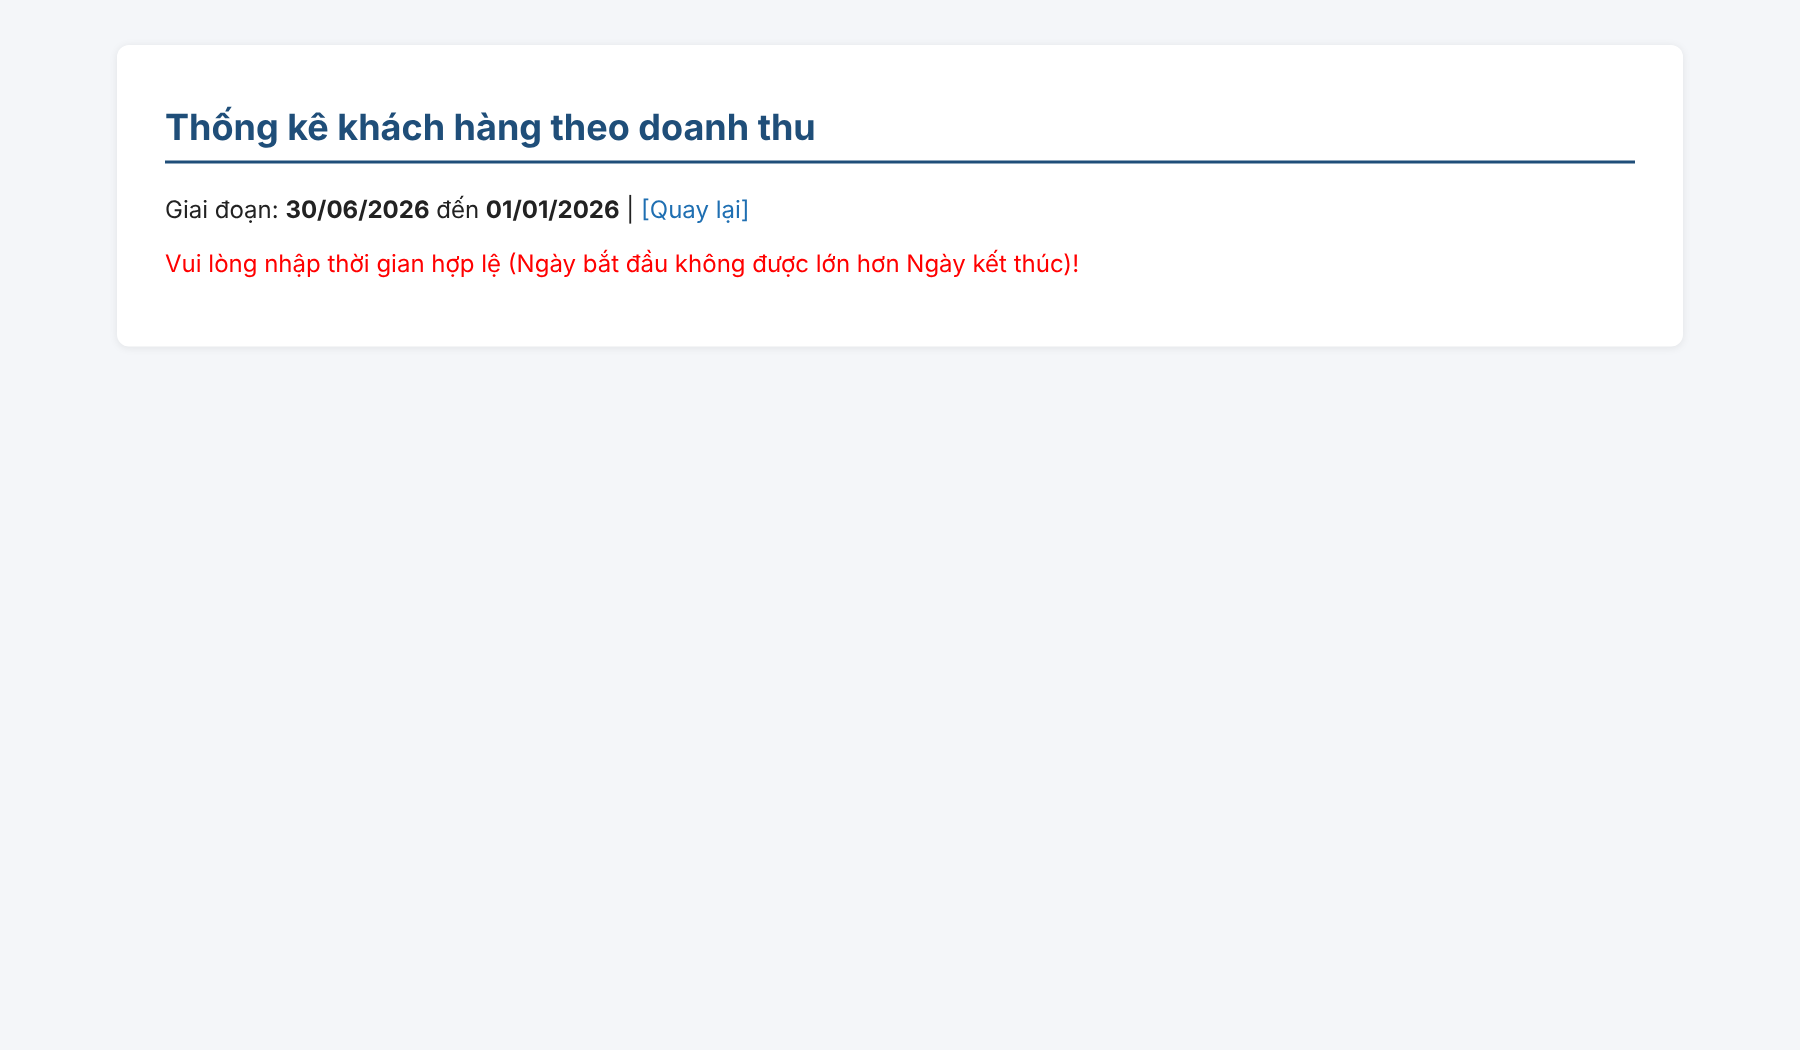 Thống kê khách hàng theo doanh thu
Giai đoạn: 30/06/2026 đến 01/01/2026 | [Quay lại]
Vui lòng nhập thời gian hợp lệ (Ngày bắt đầu không được lớn hơn Ngày kết thúc)!